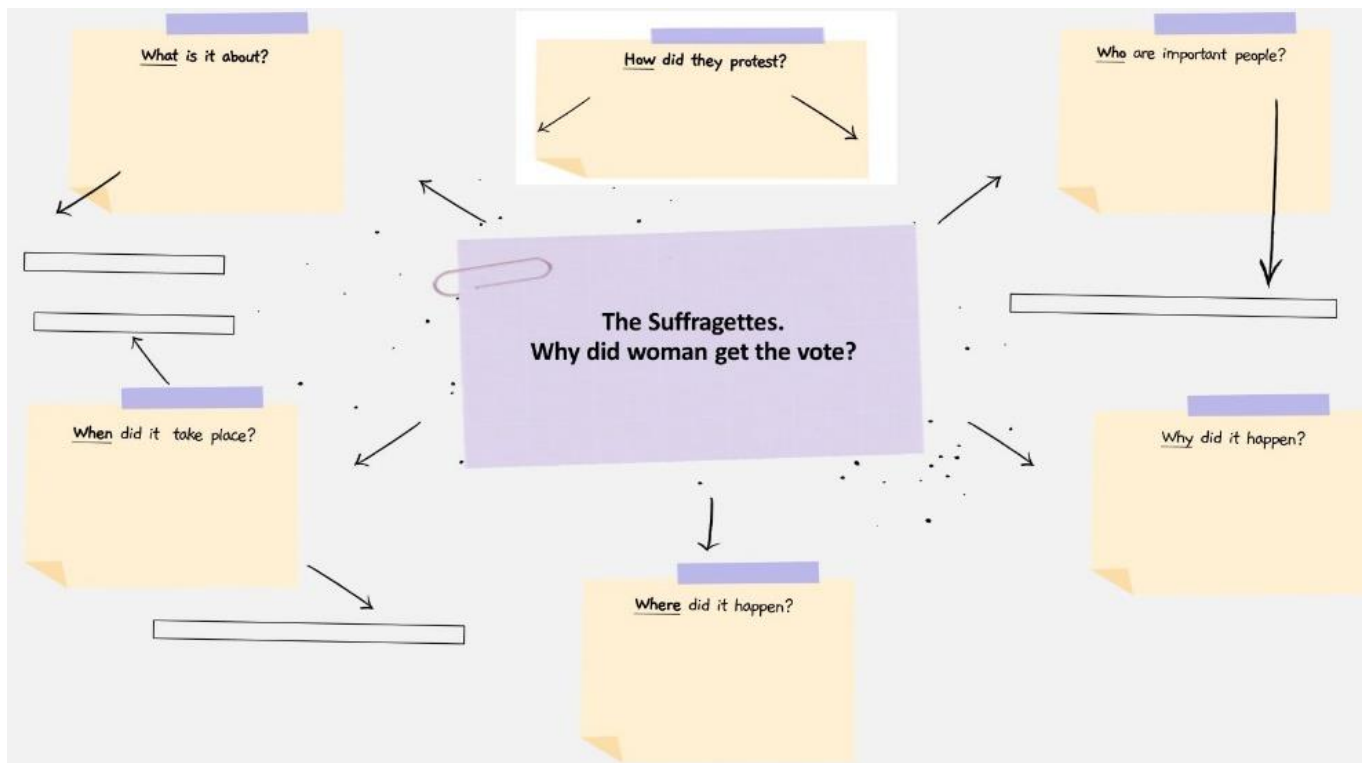 What is it about?
How did they protest?
Who are important people?
The Suffragettes.
Why did woman get the vote?
When did it take place?
Why did it happen?
Where did it happen?